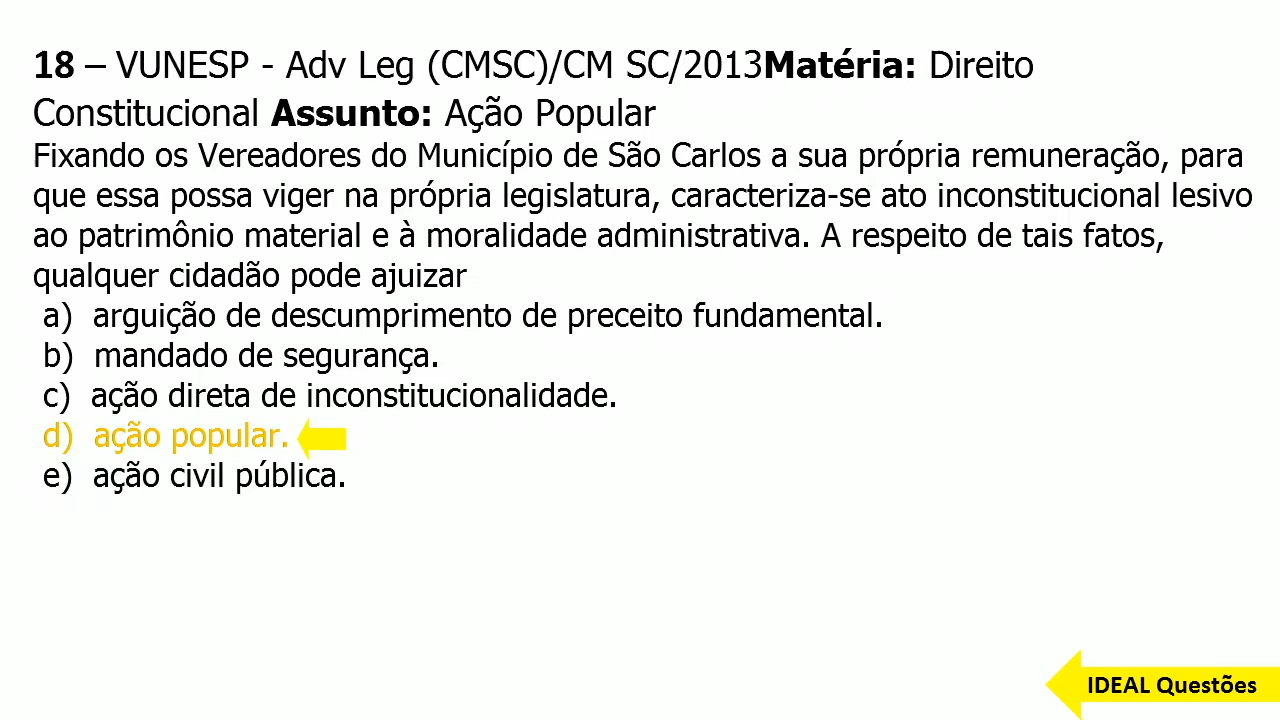 18 – VUNESP - Adv Leg (CMSC)/CM SC/2013Matéria: Direito
Constitucional Assunto: Ação Popular
Fixando os Vereadores do Município de São Carlos a sua própria remuneração, para
que essa possa viger na própria legislatura, caracteriza-se ato inconstitucional lesivo
ao patrimônio material e à moralidade administrativa. A respeito de tais fatos,
qualquer cidadão pode ajuizar
a) arguição de descumprimento de preceito fundamental.
b) mandado de segurança.
c) ação direta de inconstitucionalidade.
d) ação popular.
e) ação civil pública.
IDEAL Questões